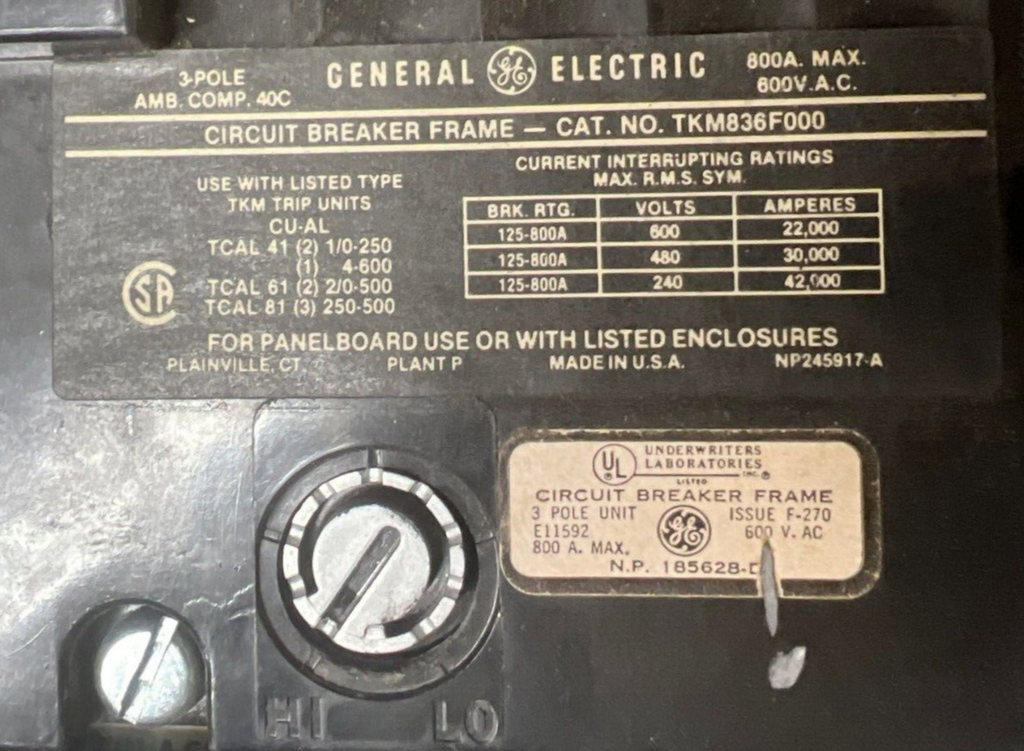 3-POLE
AMB. COMP. 40C
GENERAL GE ELECTRIC
800A. MAX.
600V.A.C.
CIRCUIT BREAKER FRAME — CAT. NO. TKM836F000
USE WITH LISTED TYPE
TKM TRIP UNITS
CU-AL
TCAL 41 (2) 1/0-250
(1) 4-600
TCAL 61 (2) 2/0-500
TCAL 81 (3) 250-500
SA
CURRENT INTERRUPTING RATINGS
MAX. R.M.S. SYM.
BRK. RTG. VOLTS AMPERES
125-800A 600 22,000
125-800A 480 30,000
125-800A 240 42,000
FOR PANELBOARD USE OR WITH LISTED ENCLOSURES
PLAINVILLE, CT. PLANT P MADE IN U.S.A. NP245917-A
UL UNDERWRITERS
LABORATORIES
INC. ®
LISTED
CIRCUIT BREAKER FRAME
3 POLE UNIT GE ISSUE F-270
E11592 600 V. AC
800 A. MAX.
N.P. 185628-
HI LO